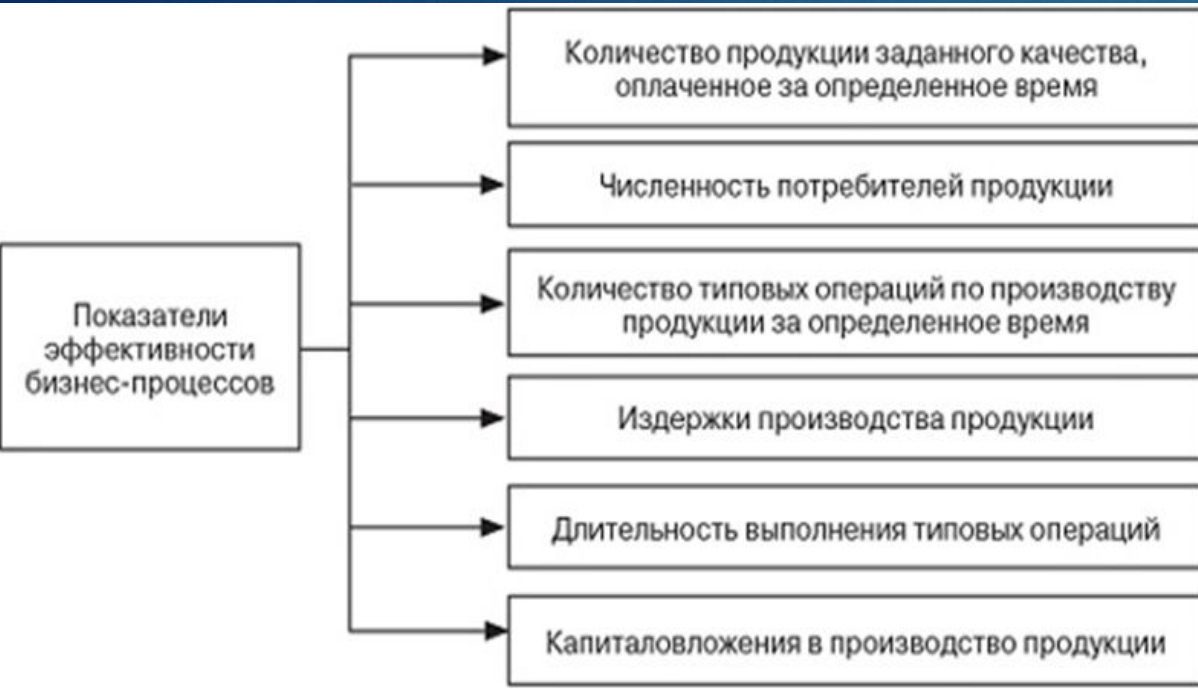 Показатели
эффективности
бизнес-процессов
Количество продукции заданного качества,
оплаченное за определенное время
Численность потребителей продукции
Количество типовых операций по производству
продукции за определенное время
Издержки производства продукции
Длительность выполнения типовых операций
Капиталовложения в производство продукции